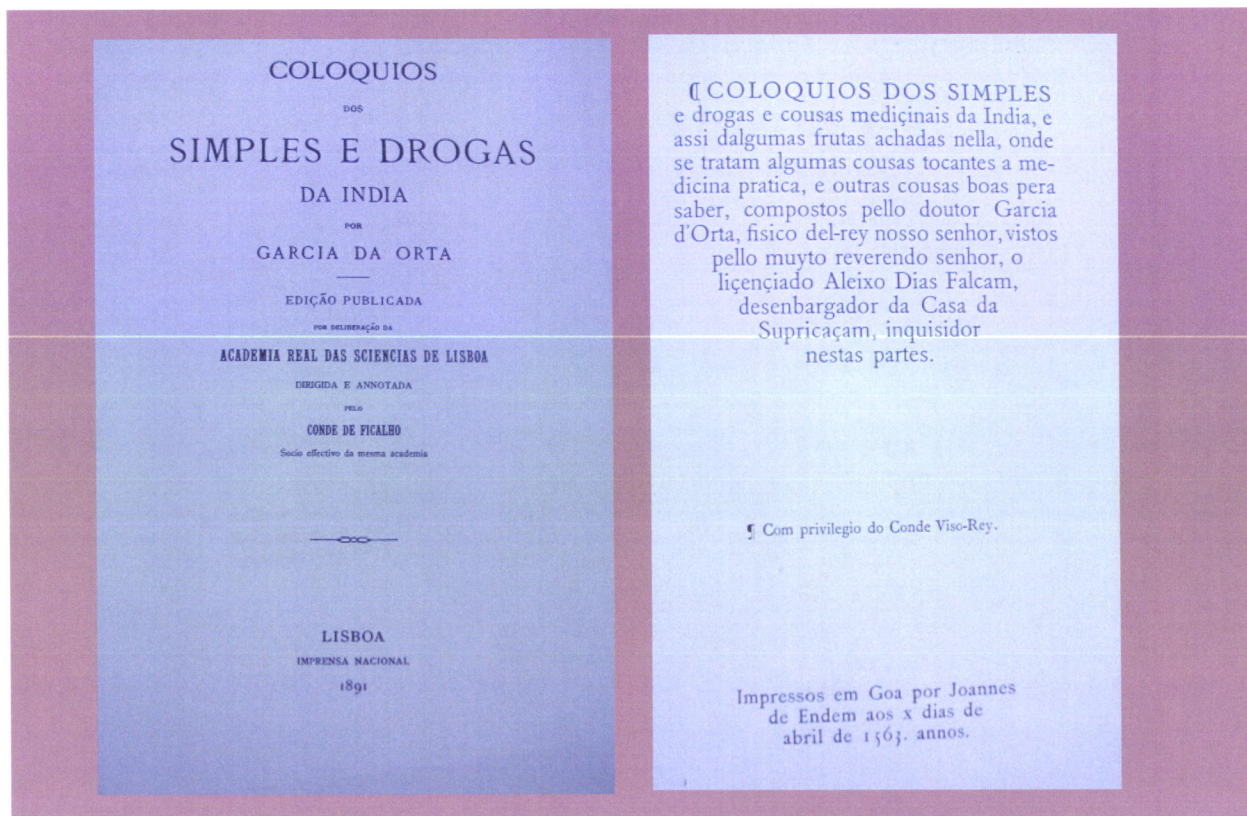 COLOQUIOS
DOS
SIMPLES E DROGAS
DA INDIA
POR
GARCIA DA ORTA
EDIÇÃO PUBLICADA
POR DELIBERAÇÃO DA
ACADEMIA REAL DAS SCIENCIAS DE LISBOA
DIRIGIDA E ANNOTADA
PELO
CONDE DE FICALHO
Socio effectivo da mesma academia
LISBOA
IMPRENSA NACIONAL
1891
⸿ COLOQUIOS DOS SIMPLES
e drogas e cousas mediçinais da India, e
assi dalgumas frutas achadas nella, onde
se tratam algumas cousas tocantes a me-
dicina pratica, e outras cousas boas pera
saber, compostos pello doutor Garcia
d'Orta, fisico del-rey nosso senhor, vistos
pello muyto reverendo senhor, o
liçençiado Aleixo Dias Falcam,
desenbargador da Casa da
Supricaçam, inquisidor
nestas partes.
¶ Com privilegio do Conde Viso-Rey.
Impressos em Goa por Joannes
de Endem aos x dias de
abril de 1563. annos.